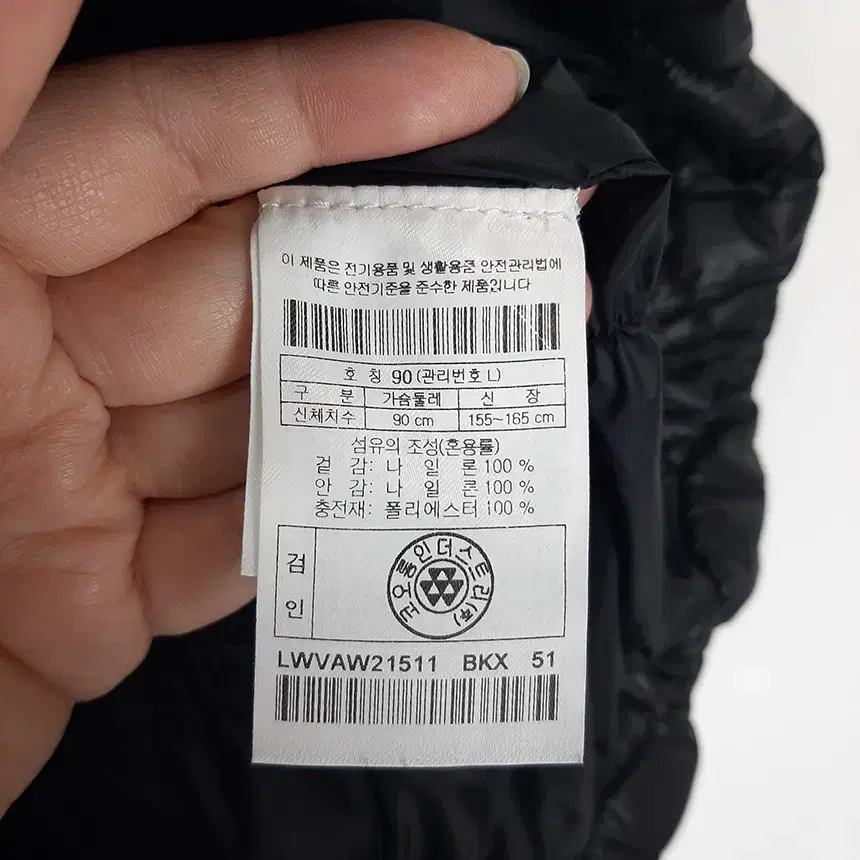 이 제품은 전기용품 및 생활용품 안전관리법에
따른 안전기준을 준수한 제품입니다
호 칭 90 (관리번호 L)
구 분 가슴둘레 신 장
신체치수 90 cm 155~165 cm
섬유의 조성(혼용률)
겉 감: 나 일 론 100 %
안 감: 나 일 론 100 %
충전재: 폴리에스터 100 %
검
인
코오롱인더스트리(주)
LWVAW21511 BKX 51